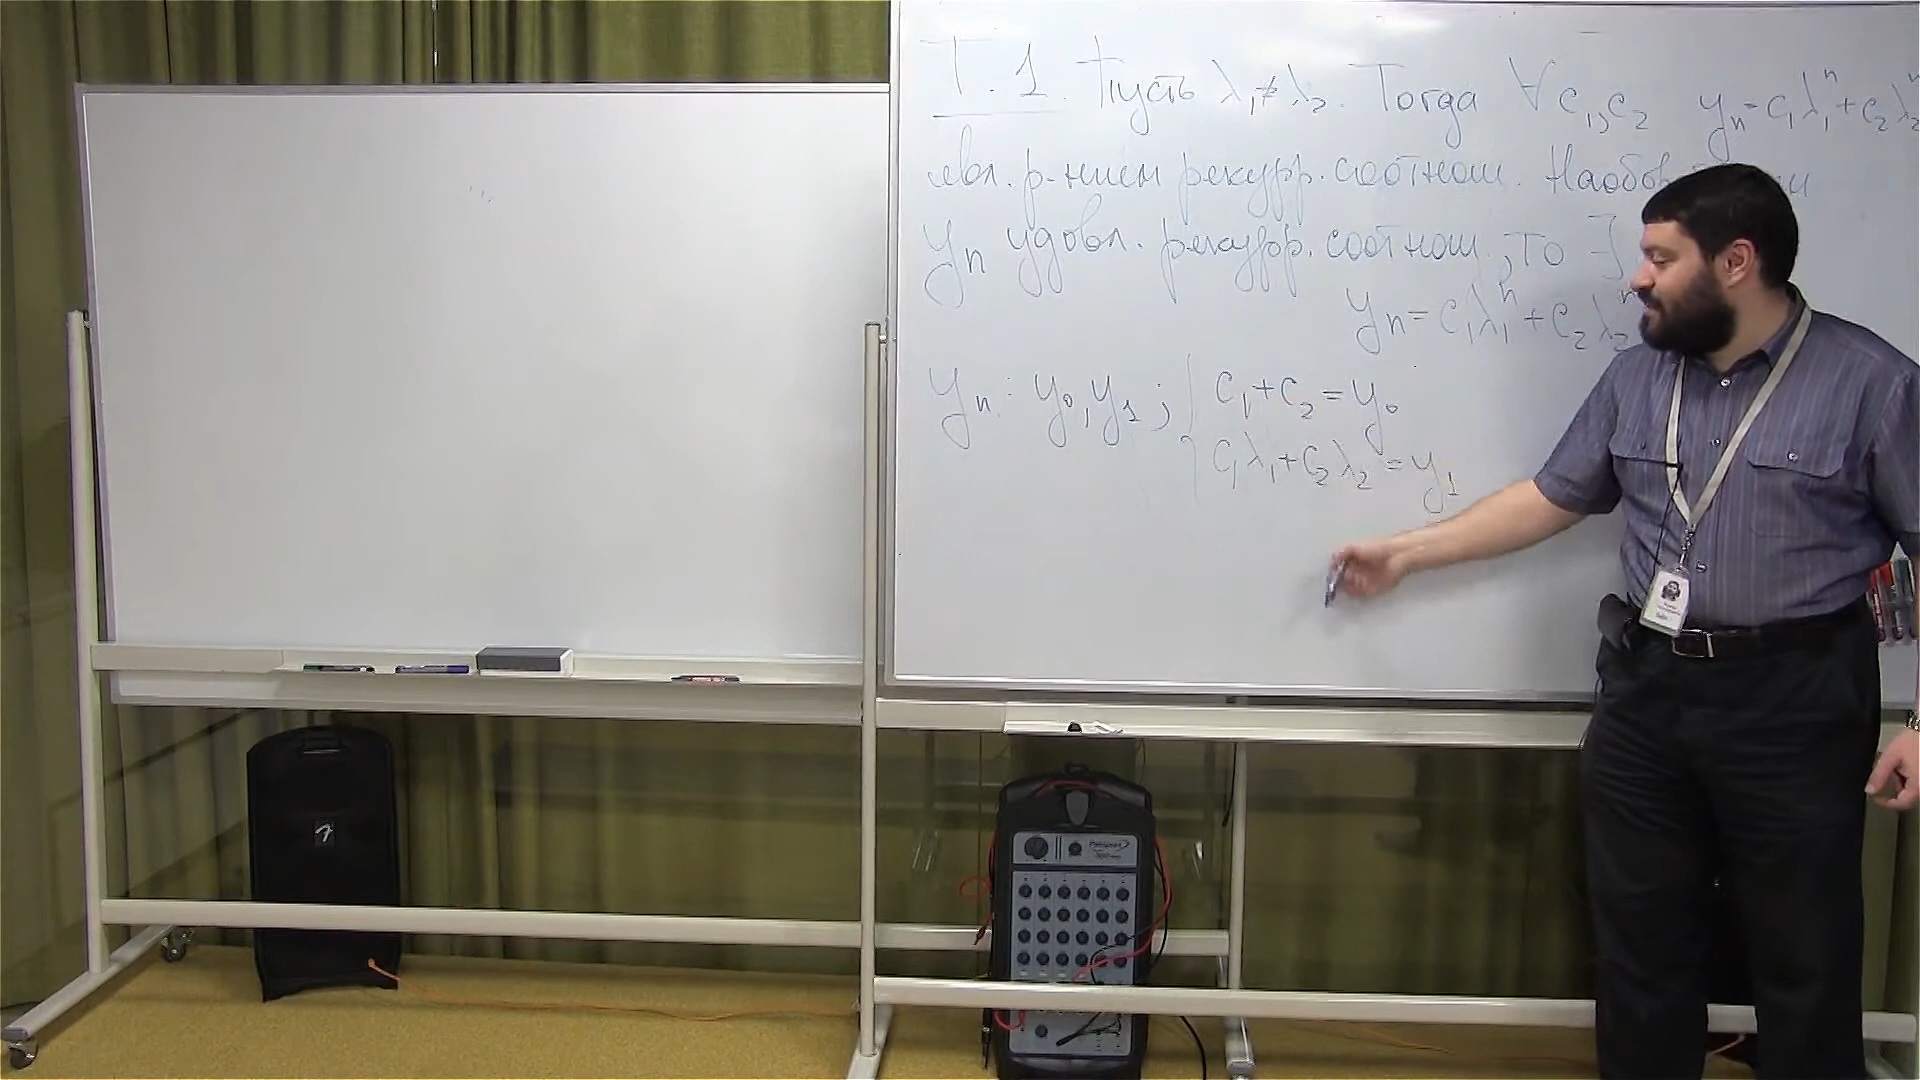 Т. 1. Пусть λ₁ ≠ λ₂. Тогда ∀ c₁, c₂ yₙ = c₁λ₁ⁿ + c₂λ₂ⁿ
явл. р-нием рекурр. соотнош. Наобор
yₙ удовл. рекурр. соотнош., то ∃
yₙ = c₁λ₁ⁿ + c₂λ₂ⁿ
yₙ : y₀, y₁ ; { c₁ + c₂ = y₀
c₁λ₁ + c₂λ₂ = y₁